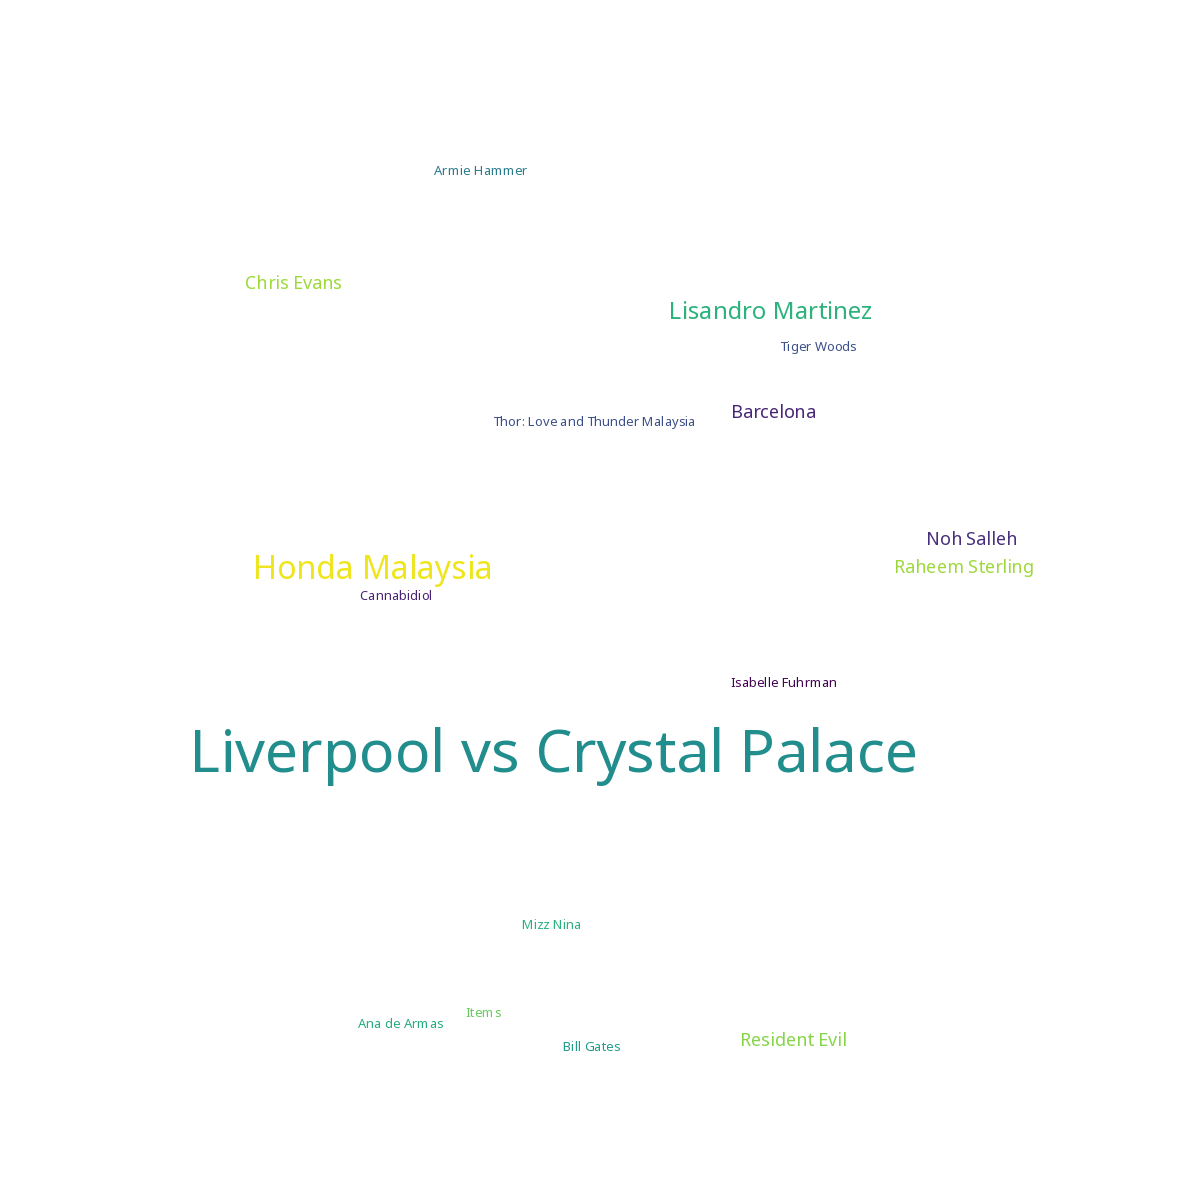 Armie Hammer
Chris Evans
Lisandro Martinez
Tiger Woods
Barcelona
Thor: Love and Thunder Malaysia
Noh Salleh
Honda Malaysia
Raheem Sterling
Cannabidiol
Isabelle Fuhrman
Liverpool vs Crystal Palace
Mizz Nina
Items
Ana de Armas
Resident Evil
Bill Gates